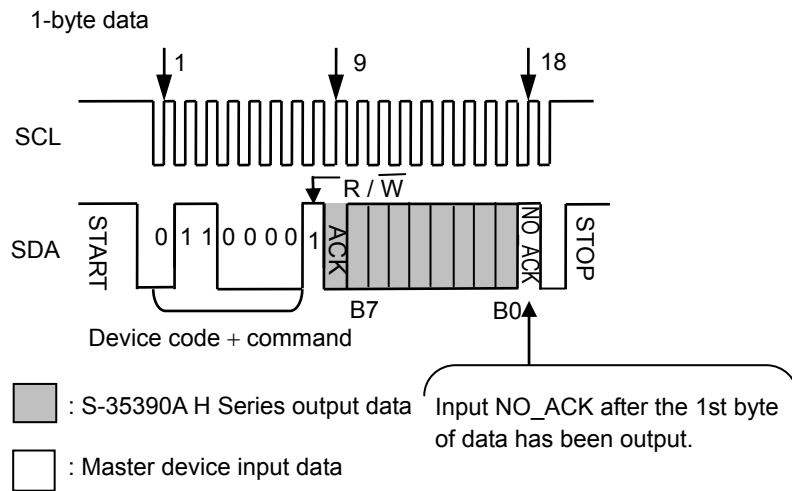 1-byte data
1 9 18
SCL
R / W
SDA
START 0 1 1 0 0 0 0 1 ACK NO ACK STOP
B7 B0
Device code + command
: S-35390A H Series output data
Input NO_ACK after the 1st byte
of data has been output.
: Master device input data